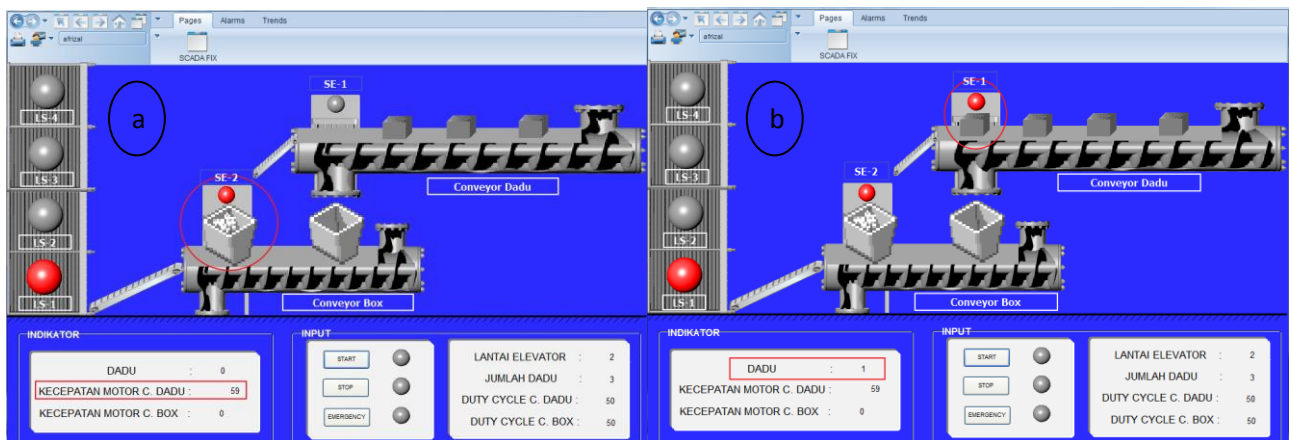 Pages Alarms Trends
afrizal
SCADA FIX
a
SE-1
LS-4
LS-3
SE-2
Conveyor Dadu
LS-2
LS-1
Conveyor Box
INDIKATOR
DADU : 0
KECEPATAN MOTOR C. DADU : 59
KECEPATAN MOTOR C. BOX : 0
INPUT
START
STOP
EMERGENCY
LANTAI ELEVATOR : 2
JUMLAH DADU : 3
DUTY CYCLE C. DADU : 50
DUTY CYCLE C. BOX : 50
Pages Alarms Trends
afrizal
SCADA FIX
b
SE-1
LS-4
LS-3
SE-2
Conveyor Dadu
LS-2
LS-1
Conveyor Box
INDIKATOR
DADU : 1
KECEPATAN MOTOR C. DADU : 59
KECEPATAN MOTOR C. BOX : 0
INPUT
START
STOP
EMERGENCY
LANTAI ELEVATOR : 2
JUMLAH DADU : 3
DUTY CYCLE C. DADU : 50
DUTY CYCLE C. BOX : 50